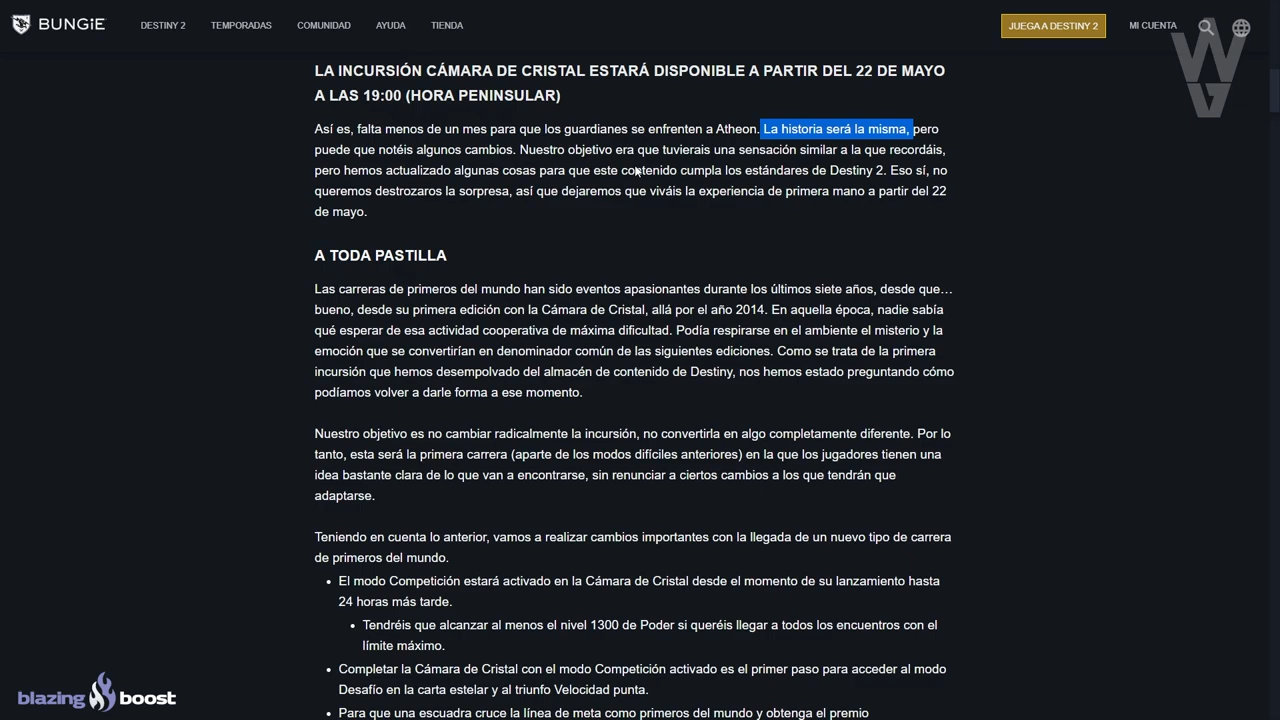 BUNGiE DESTINY 2 TEMPORADAS COMUNIDAD AYUDA TIENDA JUEGA A DESTINY 2 MI CUENTA
LA INCURSIÓN CÁMARA DE CRISTAL ESTARÁ DISPONIBLE A PARTIR DEL 22 DE MAYO
A LAS 19:00 (HORA PENINSULAR)
Así es, falta menos de un mes para que los guardianes se enfrenten a Atheon. La historia será la misma, pero
puede que notéis algunos cambios. Nuestro objetivo era que tuvierais una sensación similar a la que recordáis,
pero hemos actualizado algunas cosas para que este contenido cumpla los estándares de Destiny 2. Eso sí, no
queremos destrozaros la sorpresa, así que dejaremos que viváis la experiencia de primera mano a partir del 22
de mayo.
A TODA PASTILLA
Las carreras de primeros del mundo han sido eventos apasionantes durante los últimos siete años, desde que…
bueno, desde su primera edición con la Cámara de Cristal, allá por el año 2014. En aquella época, nadie sabía
qué esperar de esa actividad cooperativa de máxima dificultad. Podía respirarse en el ambiente el misterio y la
emoción que se convertirían en denominador común de las siguientes ediciones. Como se trata de la primera
incursión que hemos desempolvado del almacén de contenido de Destiny, nos hemos estado preguntando cómo
podíamos volver a darle forma a ese momento.
Nuestro objetivo es no cambiar radicalmente la incursión, no convertirla en algo completamente diferente. Por lo
tanto, esta será la primera carrera (aparte de los modos difíciles anteriores) en la que los jugadores tienen una
idea bastante clara de lo que van a encontrarse, sin renunciar a ciertos cambios a los que tendrán que
adaptarse.
Teniendo en cuenta lo anterior, vamos a realizar cambios importantes con la llegada de un nuevo tipo de carrera
de primeros del mundo.
• El modo Competición estará activado en la Cámara de Cristal desde el momento de su lanzamiento hasta
24 horas más tarde.
• Tendréis que alcanzar al menos el nivel 1300 de Poder si queréis llegar a todos los encuentros con el
límite máximo.
• Completar la Cámara de Cristal con el modo Competición activado es el primer paso para acceder al modo
Desafío en la carta estelar y al triunfo Velocidad punta.
• Para que una escuadra cruce la línea de meta como primeros del mundo y obtenga el premio
blazing boost